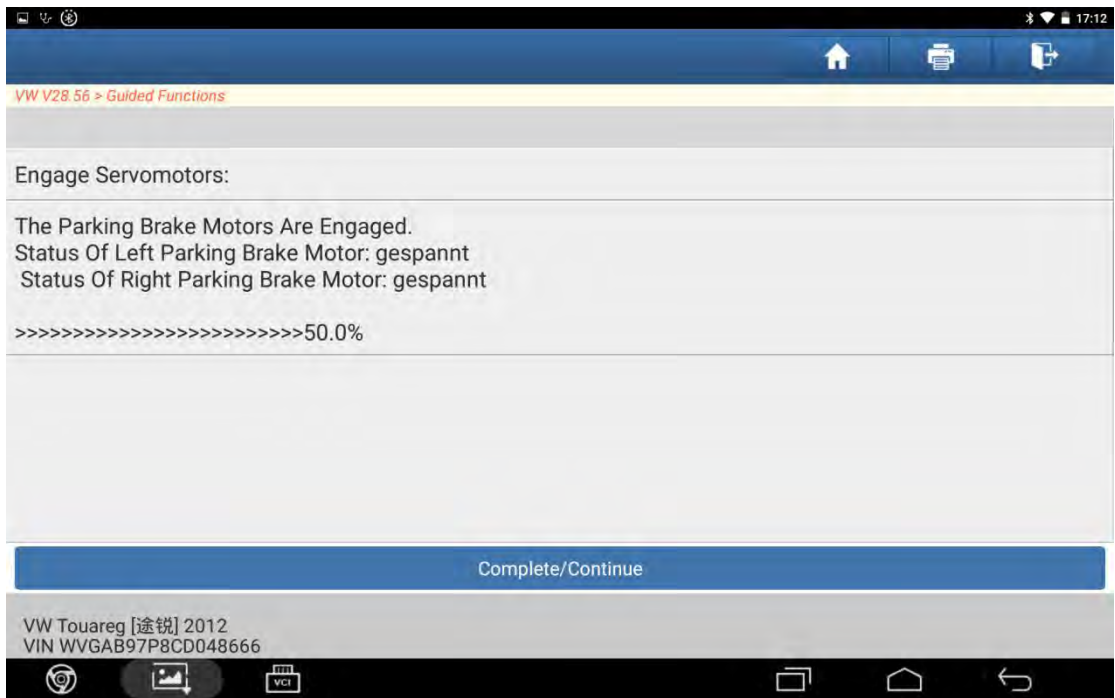 17:12
VW V28.56 > Guided Functions
Engage Servomotors:
The Parking Brake Motors Are Engaged.
Status Of Left Parking Brake Motor: gespannt
Status Of Right Parking Brake Motor: gespannt
>>>>>>>>>>>>>>>>>>>>>>>>>50.0%
Complete/Continue
VW Touareg [途锐] 2012
VIN WVGAB97P8CD048666
VCI